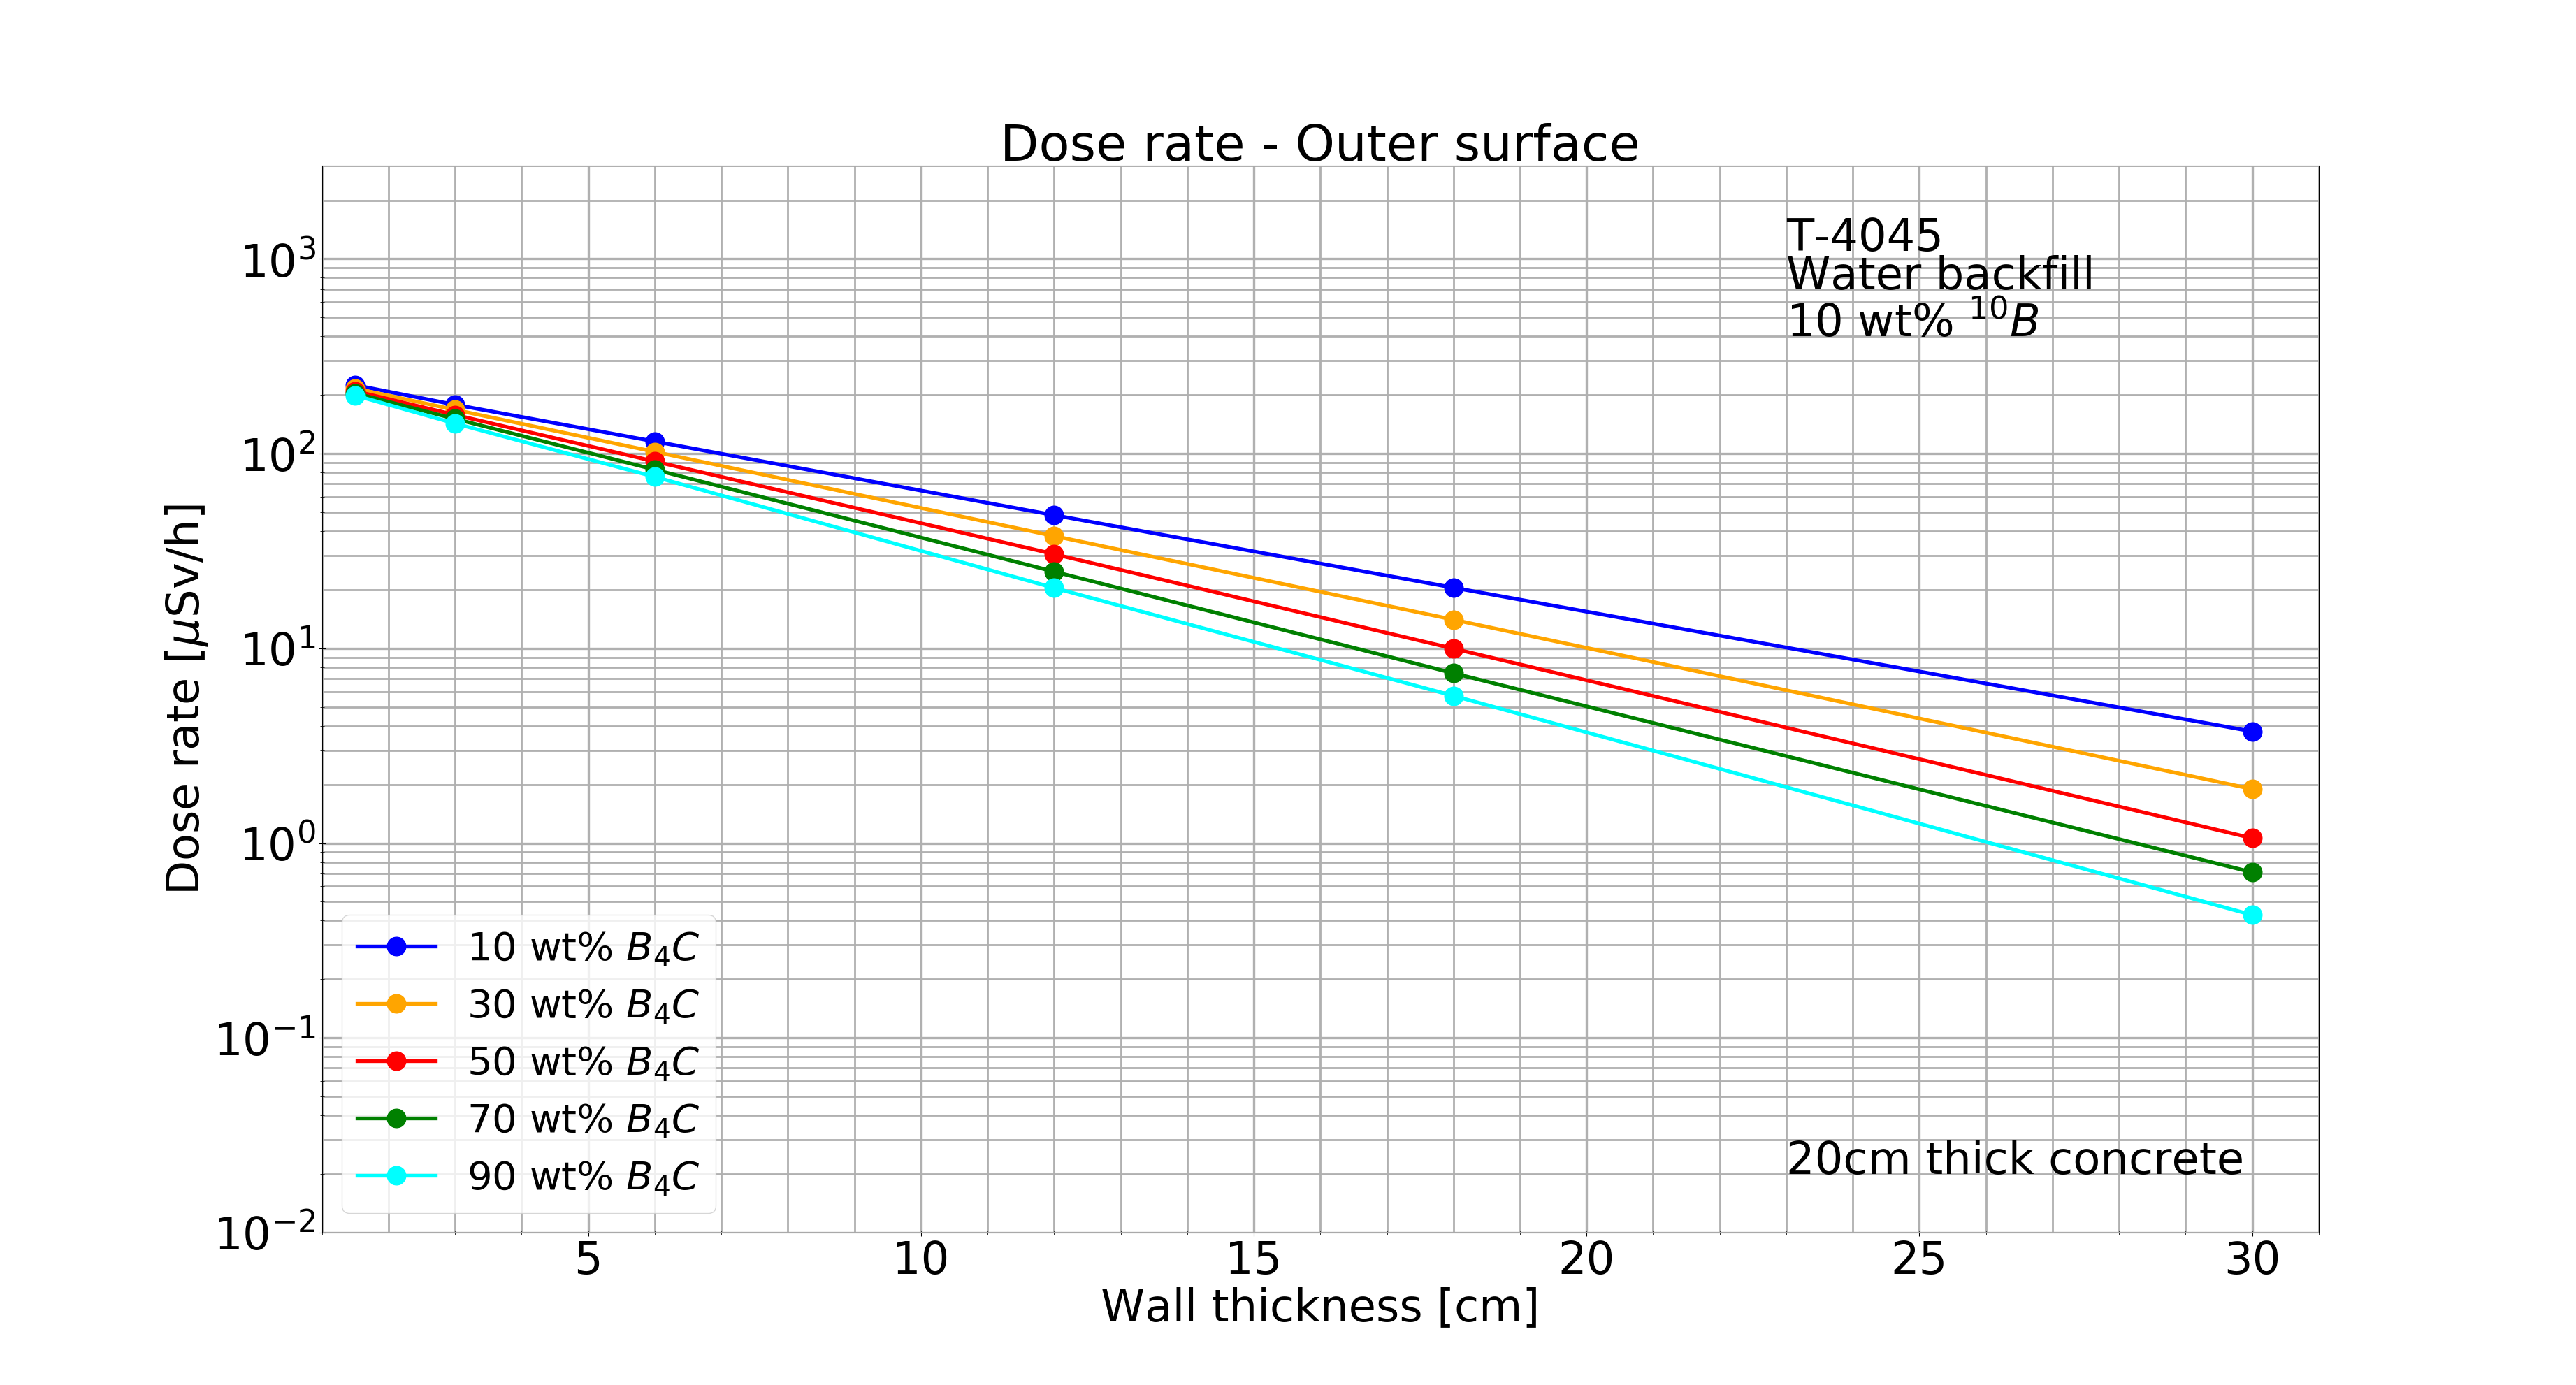 Dose rate - Outer surface
T-4045
Water backfill
10 wt% ¹⁰B
10³
10²
10¹
10⁰
10⁻¹
10⁻²
Dose rate [μSv/h]
10 wt% B₄C
30 wt% B₄C
50 wt% B₄C
70 wt% B₄C
90 wt% B₄C
20cm thick concrete
5 10 15 20 25 30
Wall thickness [cm]